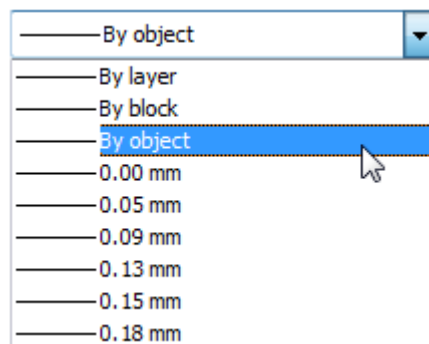 By object
By layer
By block
By object
0.00 mm
0.05 mm
0.09 mm
0.13 mm
0.15 mm
0.18 mm